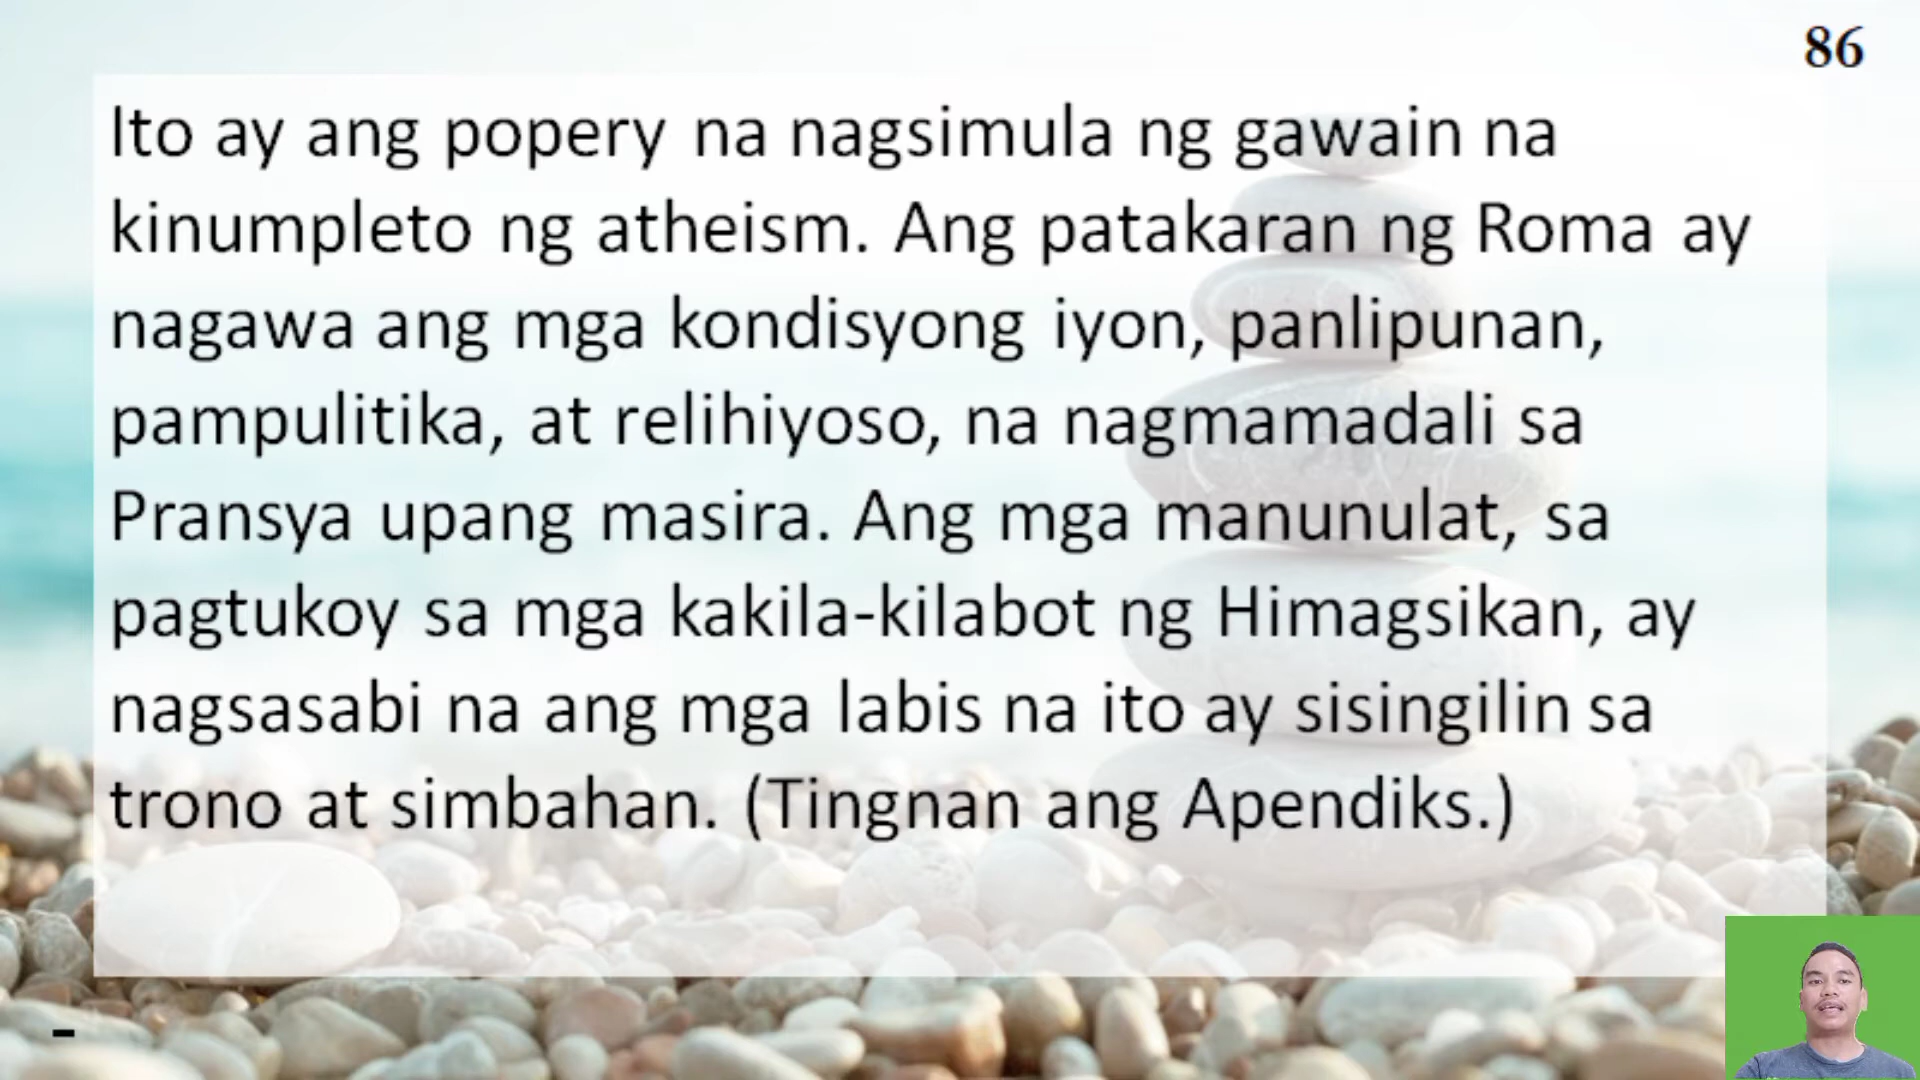 86
Ito ay ang popery na nagsimula ng gawain na
kinumpleto ng atheism. Ang patakaran ng Roma ay
nagawa ang mga kondisyong iyon, panlipunan,
pampulitika, at relihiyoso, na nagmamadali sa
Pransya upang masira. Ang mga manunulat, sa
pagtukoy sa mga kakila-kilabot ng Himagsikan, ay
nagsasabi na ang mga labis na ito ay sisingilin sa
trono at simbahan. (Tingnan ang Apendiks.)
-